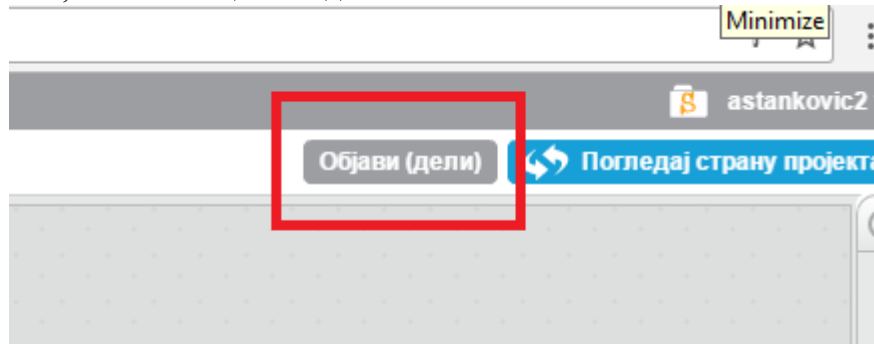 Minimize
astankovic2
Објави (дели)
Погледај страну пројекта